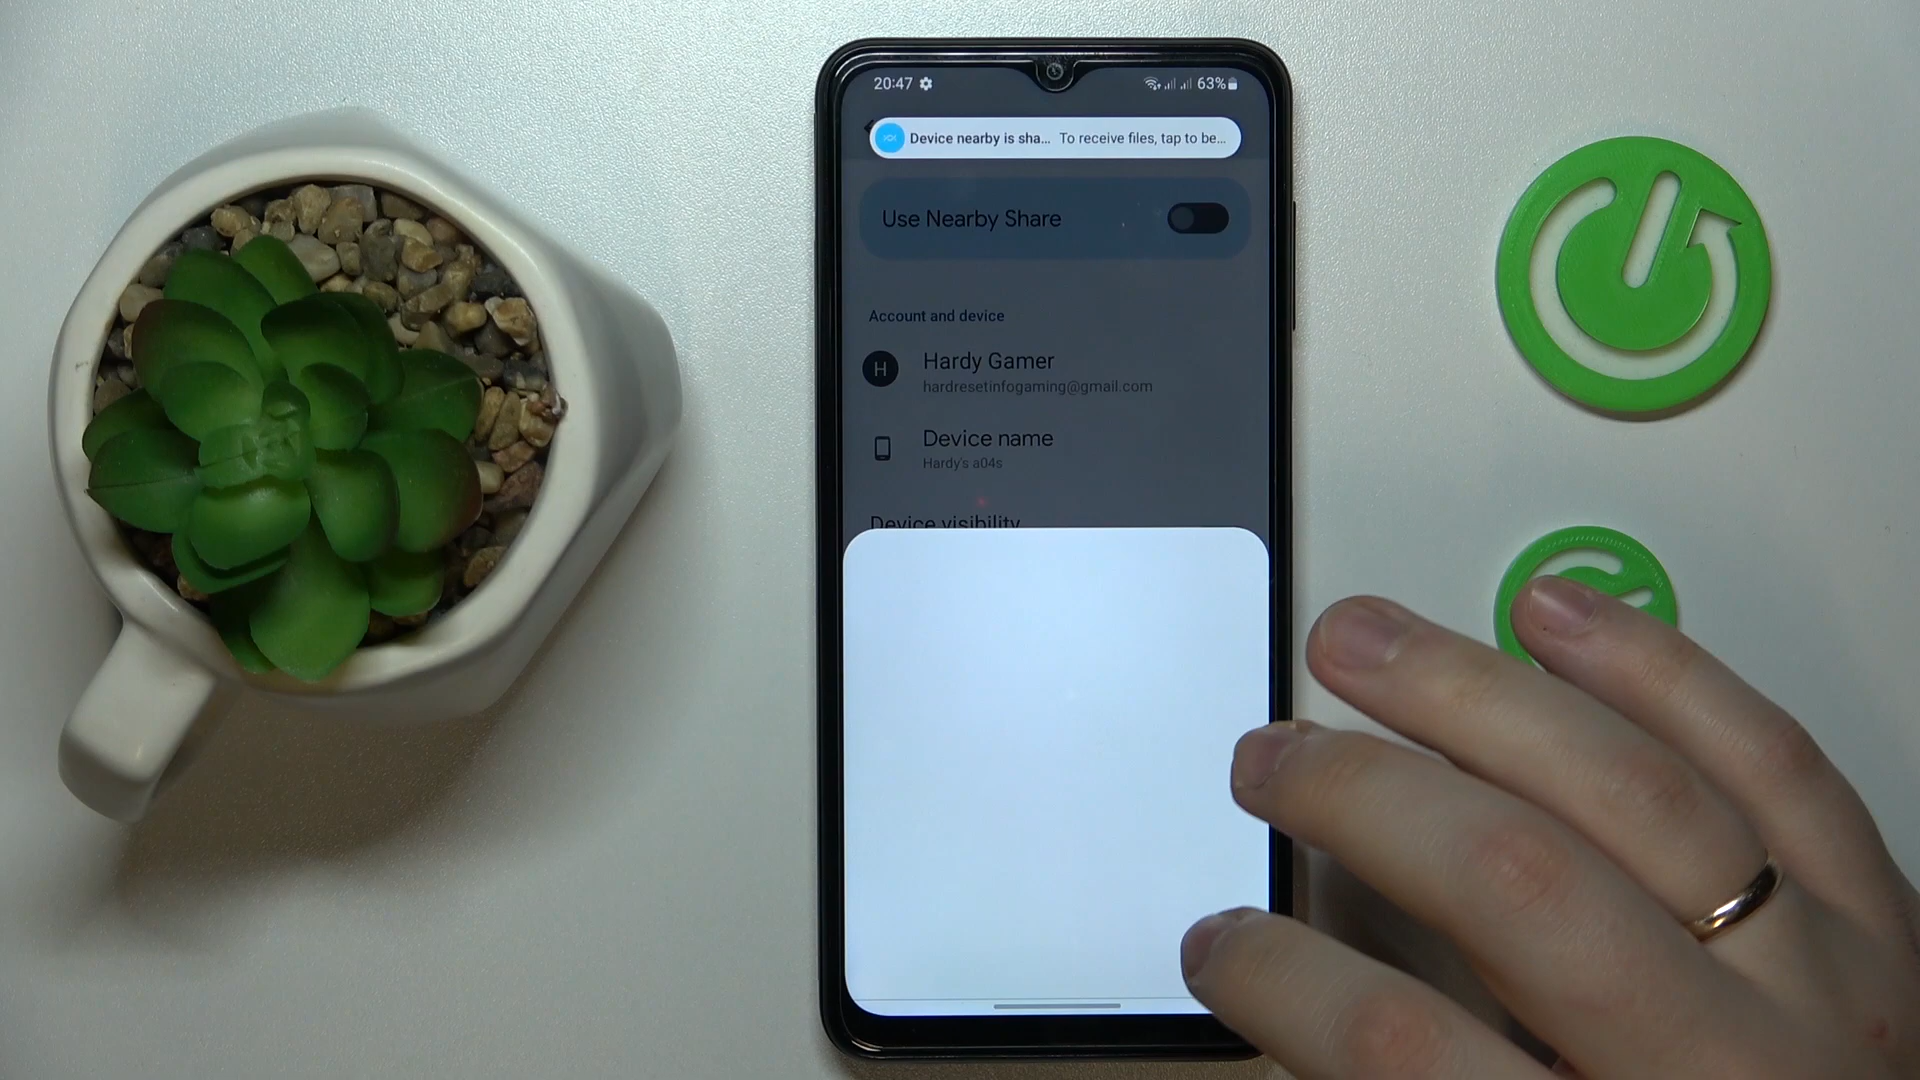 20:47 63%
Device nearby is sha... To receive files, tap to be...
Use Nearby Share
Account and device
H Hardy Gamer
hardresetinfogaming@gmail.com
Device name
Hardy's a04s
Device visibility